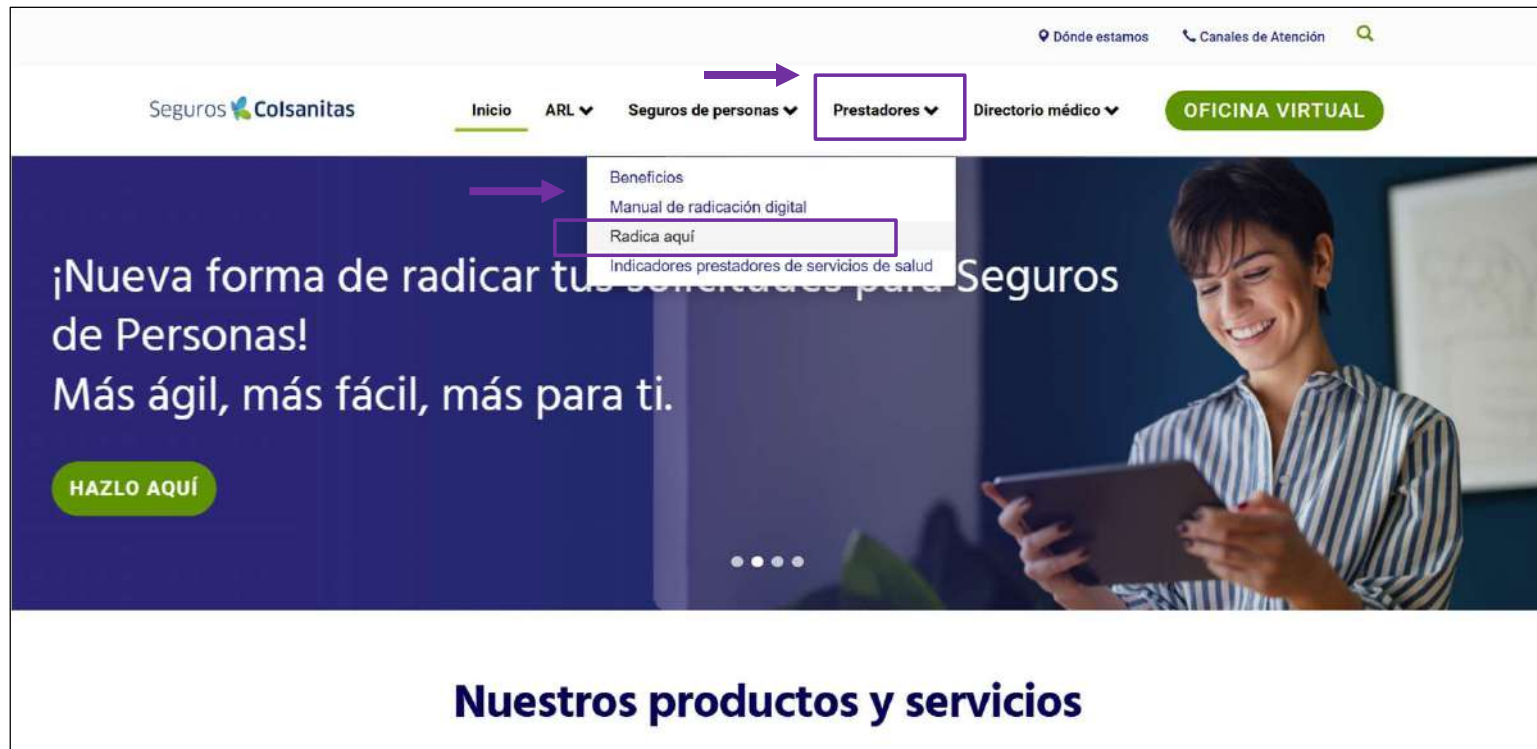 Dónde estamos Canales de Atención
Seguros Colsanitas Inicio ARL Seguros de personas Prestadores Directorio médico OFICINA VIRTUAL
Beneficios
Manual de radicación digital
Radica aquí
Indicadores prestadores de servicios de salud
¡Nueva forma de radicar tus solicitudes para Seguros
de Personas!
Más ágil, más fácil, más para ti.
HAZLO AQUÍ
Nuestros productos y servicios